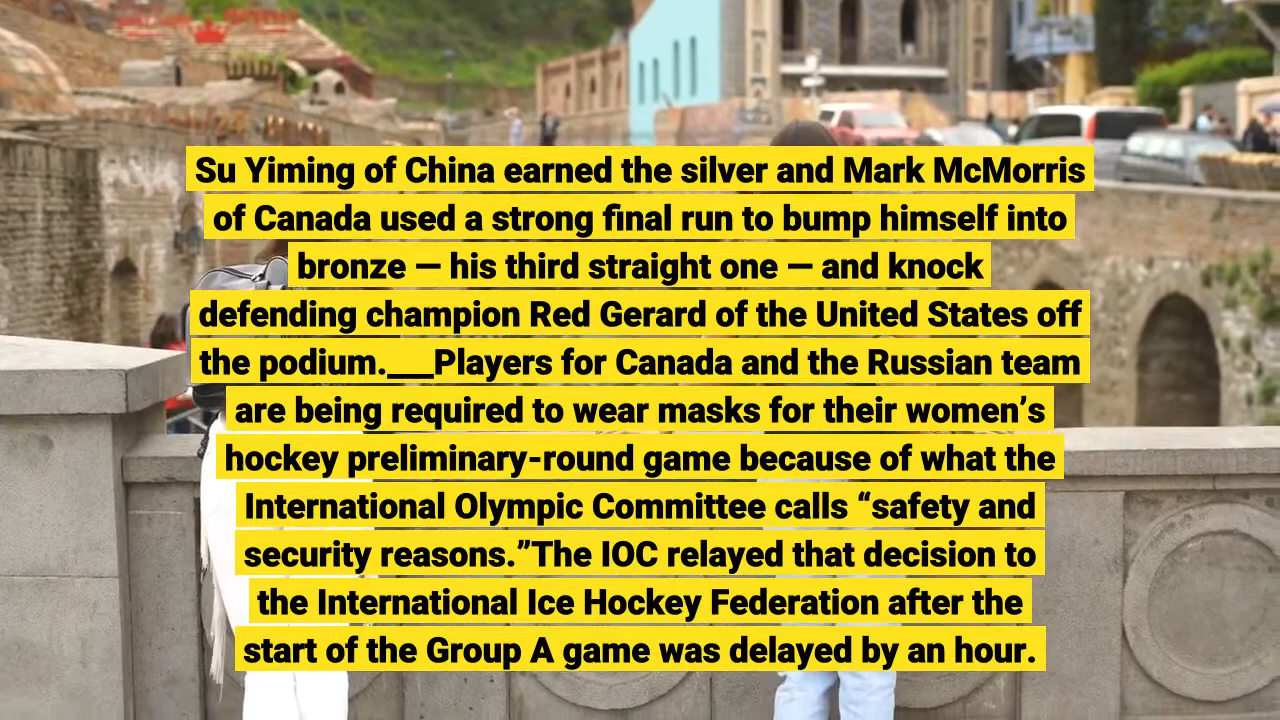 Su Yiming of China earned the silver and Mark McMorris
of Canada used a strong final run to bump himself into
bronze — his third straight one — and knock
defending champion Red Gerard of the United States off
the podium.___Players for Canada and the Russian team
are being required to wear masks for their women’s
hockey preliminary-round game because of what the
International Olympic Committee calls “safety and
security reasons.”The IOC relayed that decision to
the International Ice Hockey Federation after the
start of the Group A game was delayed by an hour.